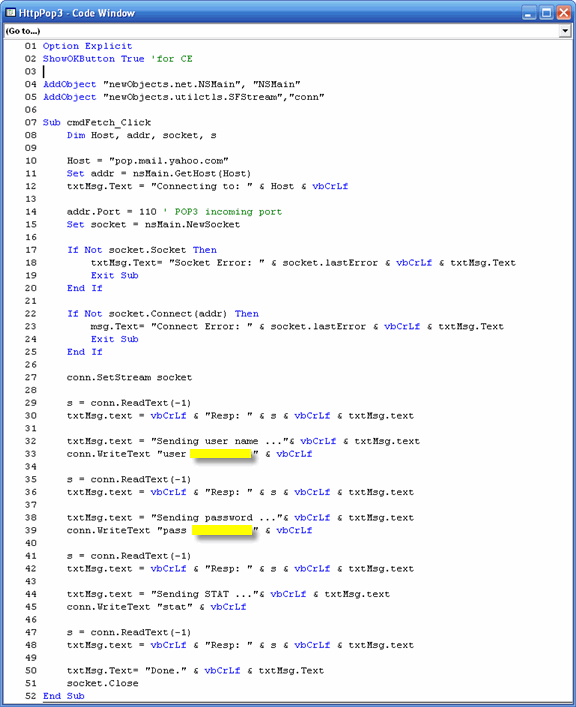 HttpPop3 - Code Window
(Go to...)
01 Option Explicit
02 ShowOKButton True 'for CE
03
04 AddObject "newObjects.net.NSMain", "NSMain"
05 AddObject "newObjects.utilctls.SFStream","conn"
06
07 Sub cmdFetch_Click
08     Dim Host, addr, socket, s
09
10     Host = "pop.mail.yahoo.com"
11     Set addr = nsMain.GetHost(Host)
12     txtMsg.Text = "Connecting to: " & Host & vbCrLf
13
14     addr.Port = 110 ' POP3 incoming port
15     Set socket = nsMain.NewSocket
16
17     If Not socket.Socket Then
18         txtMsg.Text= "Socket Error: " & socket.lastError & vbCrLf & txtMsg.Text
19         Exit Sub
20     End If
21
22     If Not socket.Connect(addr) Then
23         msg.Text= "Connect Error: " & socket.lastError & vbCrLf & txtMsg.Text
24         Exit Sub
25     End If
26
27     conn.SetStream socket
28
29     s = conn.ReadText(-1)
30     txtMsg.text = vbCrLf & "Resp: " & s & vbCrLf & txtMsg.text
31
32     txtMsg.text = "Sending user name ..."& vbCrLf & txtMsg.text
33     conn.WriteText "user " & vbCrLf
34
35     s = conn.ReadText(-1)
36     txtMsg.text = vbCrLf & "Resp: " & s & vbCrLf & txtMsg.text
37
38     txtMsg.text = "Sending password ..."& vbCrLf & txtMsg.text
39     conn.WriteText "pass " & vbCrLf
40
41     s = conn.ReadText(-1)
42     txtMsg.text = vbCrLf & "Resp: " & s & vbCrLf & txtMsg.text
43
44     txtMsg.text = "Sending STAT ..."& vbCrLf & txtMsg.text
45     conn.WriteText "stat" & vbCrLf
46
47     s = conn.ReadText(-1)
48     txtMsg.text = vbCrLf & "Resp: " & s & vbCrLf & txtMsg.text
49
50     txtMsg.Text= "Done." & vbCrLf & txtMsg.Text
51     socket.Close
52 End Sub